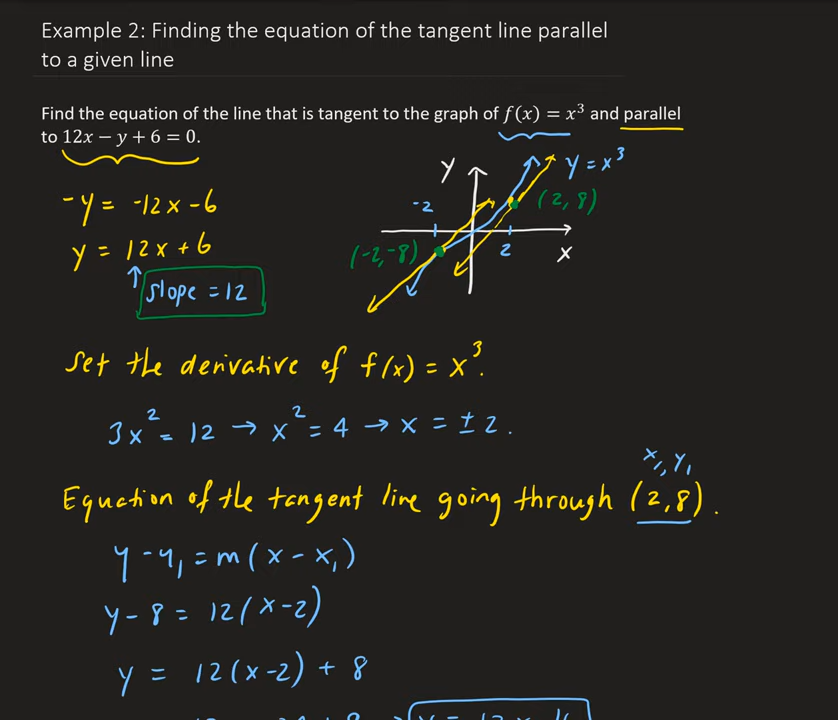 Example 2: Finding the equation of the tangent line parallel
to a given line
Find the equation of the line that is tangent to the graph of f(x) = x³ and parallel
to 12x − y + 6 = 0.
-y = -12x - 6
y = 12x + 6
slope = 12
y
y = x³
-2
(2, 8)
(-2, -8)
2
x
Set the derivative of f(x) = x³.
3x² = 12 → x² = 4 → x = ± 2.
x₁, y₁
Equation of the tangent line going through (2, 8).
y - y₁ = m(x - x₁)
y - 8 = 12(x - 2)
y = 12(x - 2) + 8